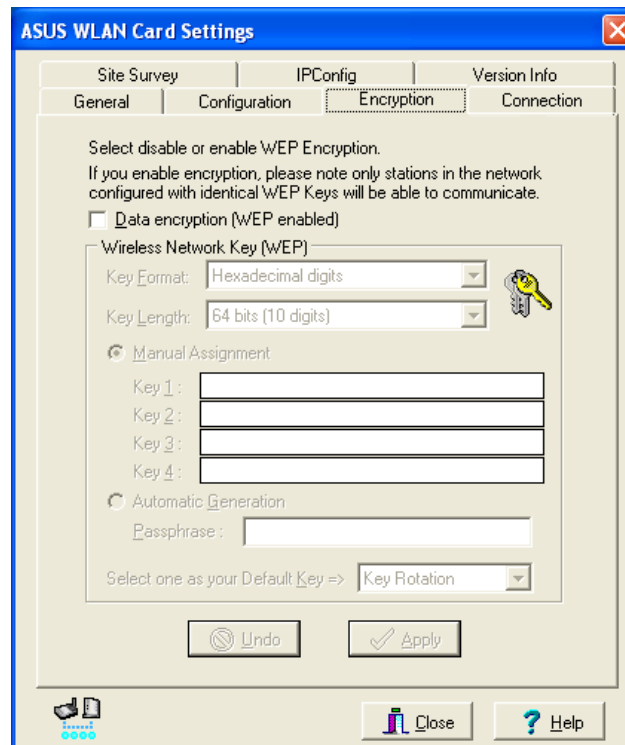 ASUS WLAN Card Settings
Site Survey
IPConfig
Version Info
General
Configuration
Encryption
Connection
Select disable or enable WEP Encryption.
If you enable encryption, please note only stations in the network
configured with identical WEP Keys will be able to communicate.
Data encryption (WEP enabled)
Wireless Network Key (WEP)
Key Format: Hexadecimal digits
Key Length: 64 bits (10 digits)
Manual Assignment
Key 1 :
Key 2 :
Key 3 :
Key 4 :
Automatic Generation
Passphrase :
Select one as your Default Key => Key Rotation
Undo
Apply
Close
? Help